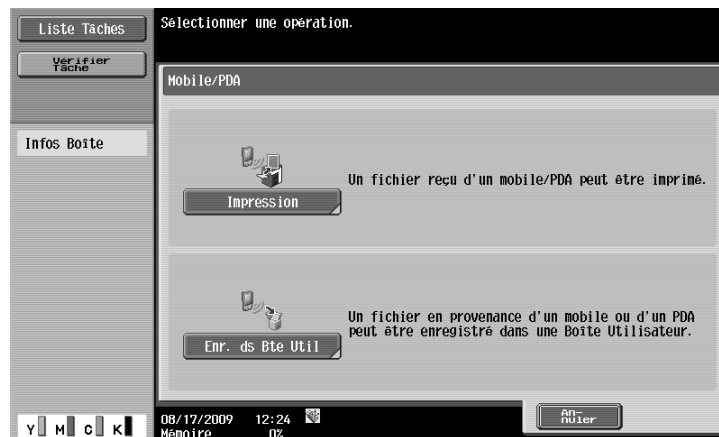 Liste Tâches
Sélectionner une opération.
Vérifier
Tâche
Mobile/PDA
Infos Boîte
Un fichier reçu d'un mobile/PDA peut être imprimé.
Impression
Un fichier en provenance d'un mobile ou d'un PDA
peut être enregistré dans une Boîte Utilisateur.
Enr. ds Bte Util
08/17/2009 12:24
Mémoire 0%
An-
nuler
Y M C K